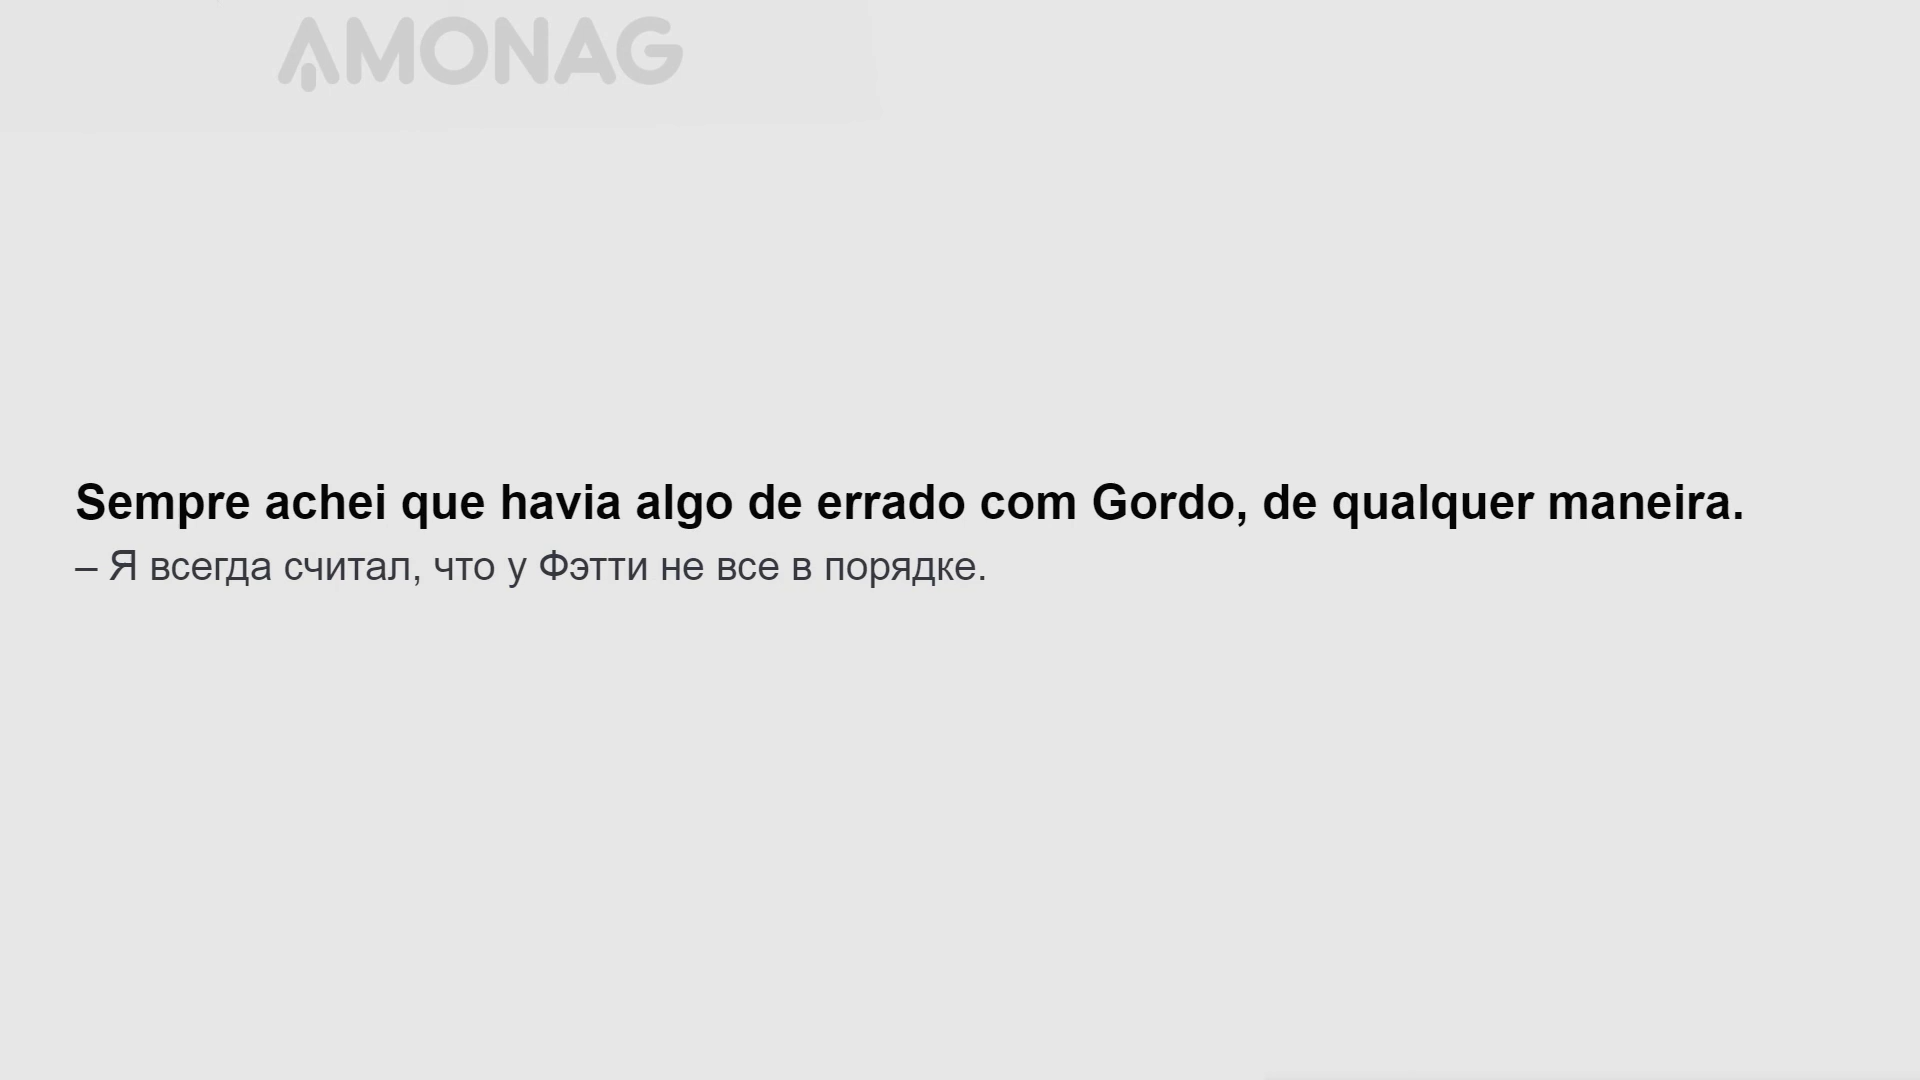 AMONAG
Sempre achei que havia algo de errado com Gordo, de qualquer maneira.
– Я всегда считал, что у Фэтти не все в порядке.